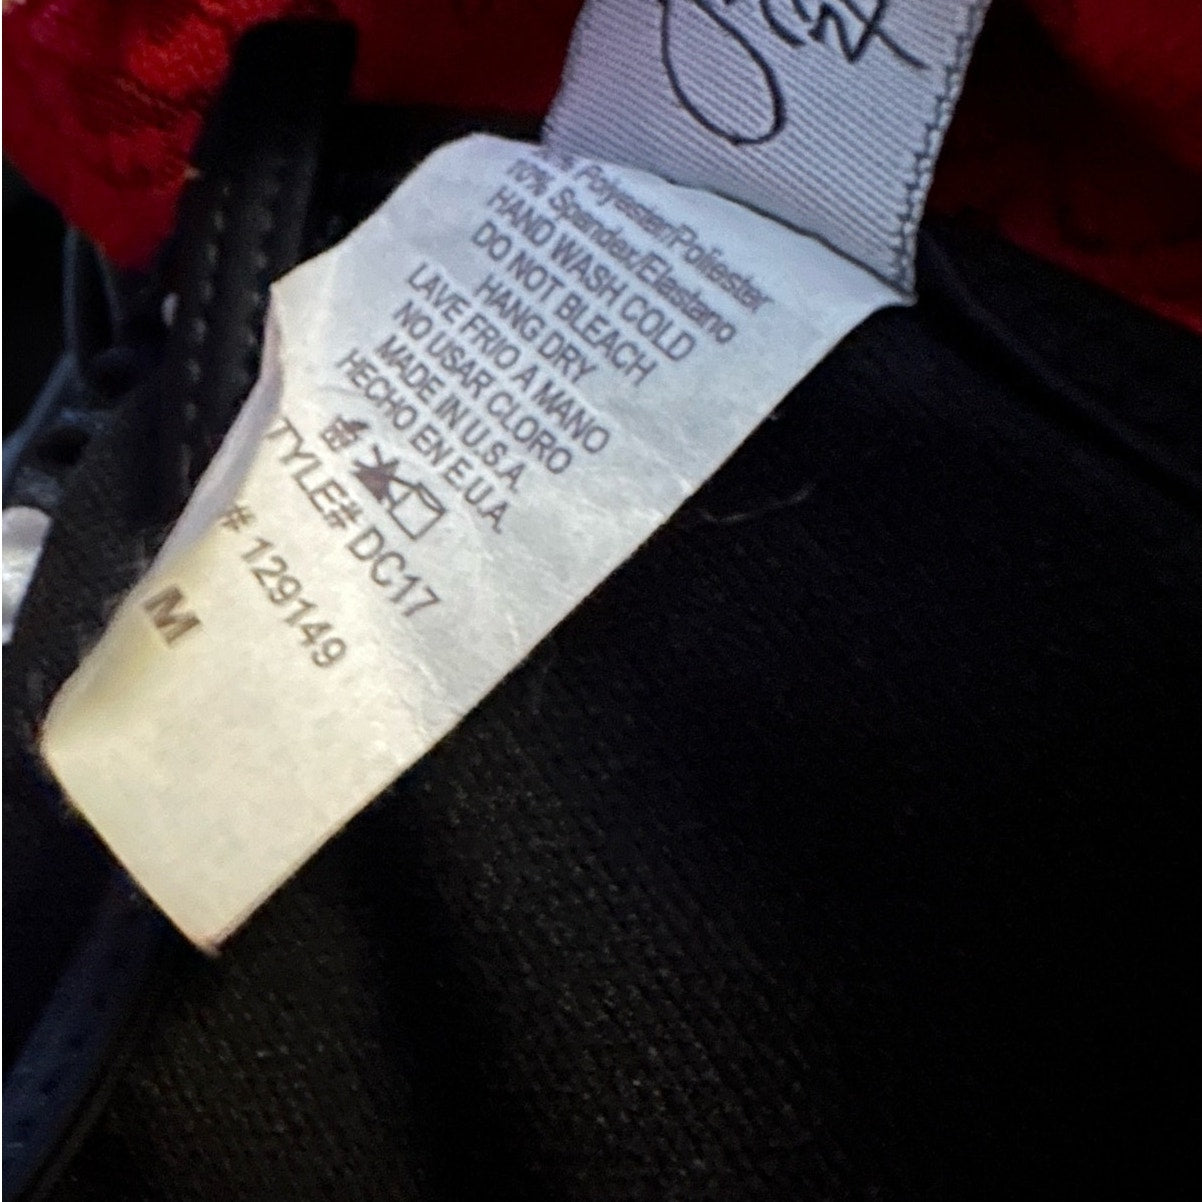 Polyester/Poliester
10% Spandex/Elastano
HAND WASH COLD
DO NOT BLEACH
HANG DRY
LAVE FRIO A MANO
NO USAR CLORO
MADE IN U.S.A.
HECHO EN E.U.A.
TYLE# DC17
# 129149
M